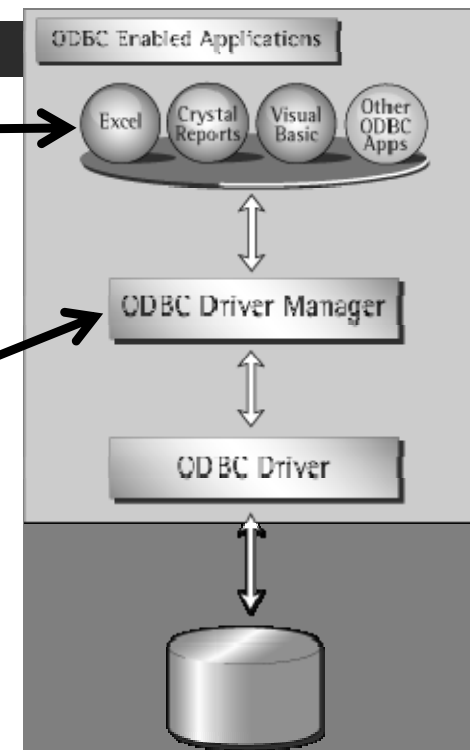 ODBC Enabled Applications
Excel
Crystal
Reports
Visual
Basic
Other
ODBC
Apps
ODBC Driver Manager
ODBC Driver